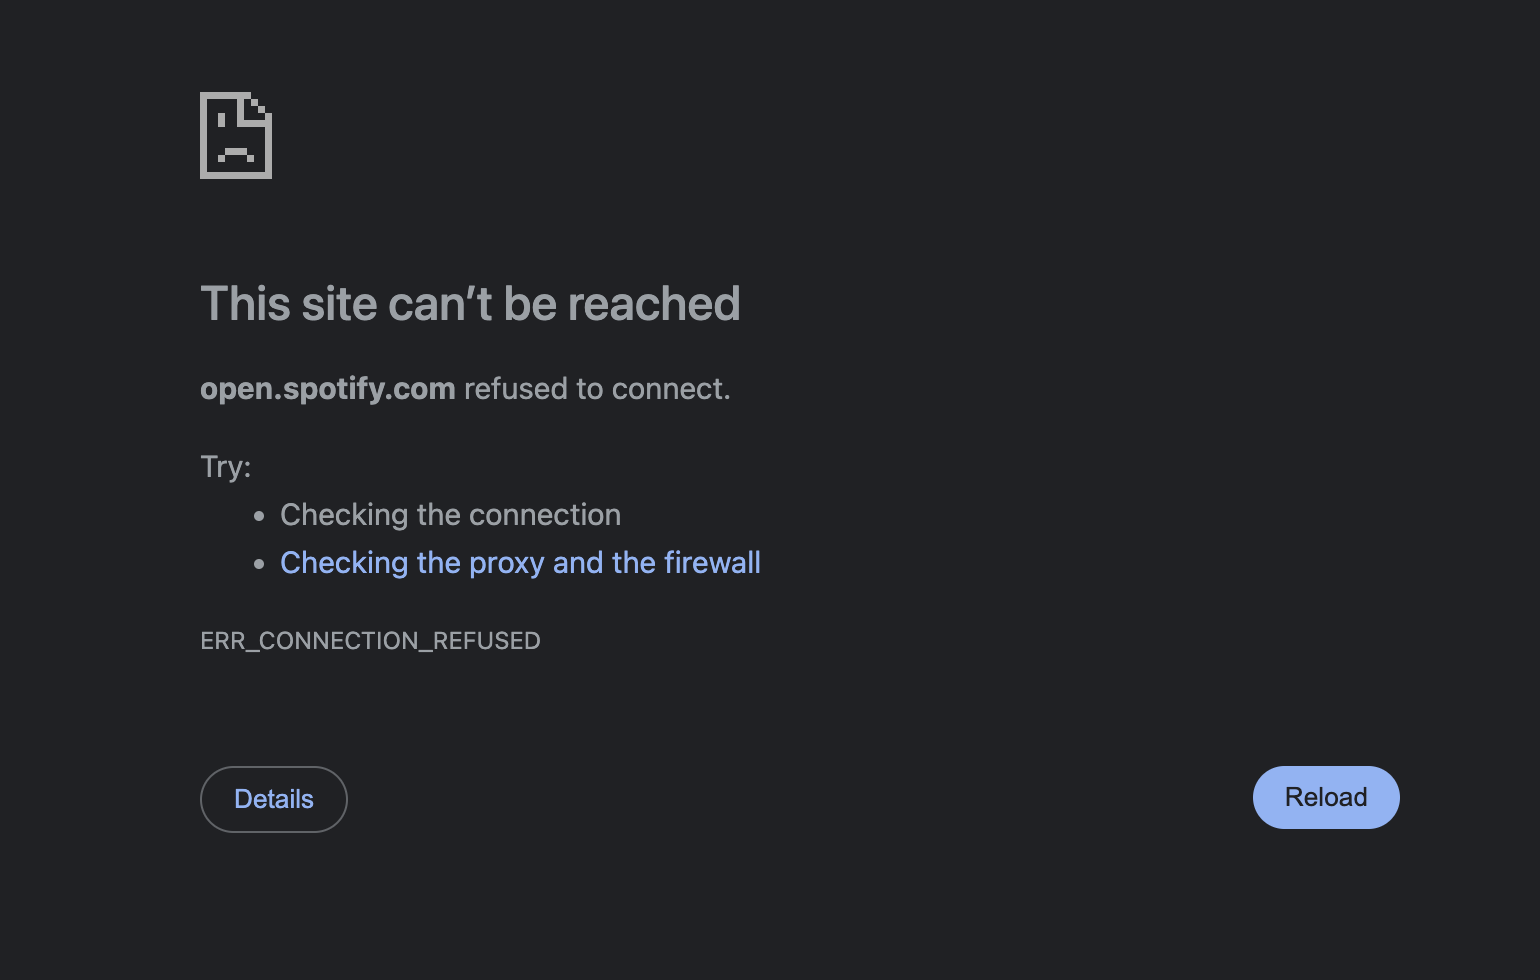 This site can’t be reached
open.spotify.com refused to connect.
Try:
• Checking the connection
• Checking the proxy and the firewall
ERR_CONNECTION_REFUSED
Details
Reload